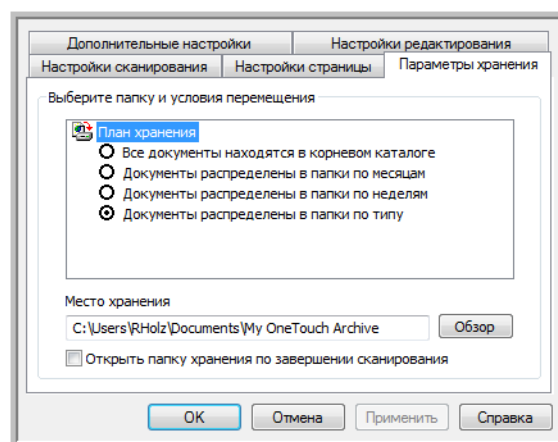 Дополнительные настройки Настройки редактирования
Настройки сканирования Настройки страницы Параметры хранения
Выберите папку и условия перемещения
План хранения
Все документы находятся в корневом каталоге
Документы распределены в папки по месяцам
Документы распределены в папки по неделям
Документы распределены в папки по типу
Место хранения
C:\Users\RHolz\Documents\My OneTouch Archive Обзор
Открыть папку хранения по завершении сканирования
OK Отмена Применить Справка